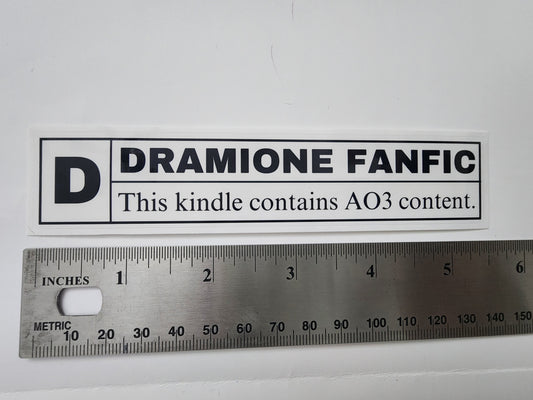 D
DRAMIONE FANFIC
This kindle contains AO3 content.
INCHES 1 2 3 4 5 6
METRIC 10 20 30 40 50 60 70 80 90 100 110 120 130 140 150